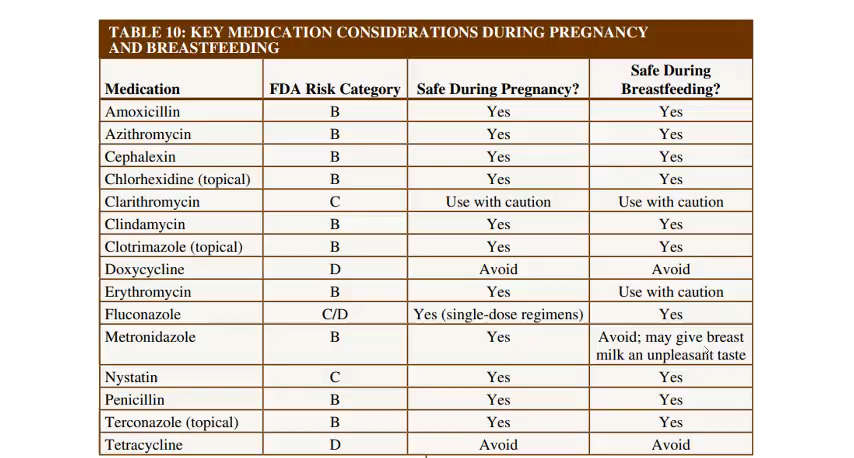 TABLE 10: KEY MEDICATION CONSIDERATIONS DURING PREGNANCY
AND BREASTFEEDING
Medication FDA Risk Category Safe During Pregnancy? Safe During Breastfeeding?
Amoxicillin B Yes Yes
Azithromycin B Yes Yes
Cephalexin B Yes Yes
Chlorhexidine (topical) B Yes Yes
Clarithromycin C Use with caution Use with caution
Clindamycin B Yes Yes
Clotrimazole (topical) B Yes Yes
Doxycycline D Avoid Avoid
Erythromycin B Yes Use with caution
Fluconazole C/D Yes (single-dose regimens) Yes
Metronidazole B Yes Avoid; may give breast
milk an unpleasant taste
Nystatin C Yes Yes
Penicillin B Yes Yes
Terconazole (topical) B Yes Yes
Tetracycline D Avoid Avoid